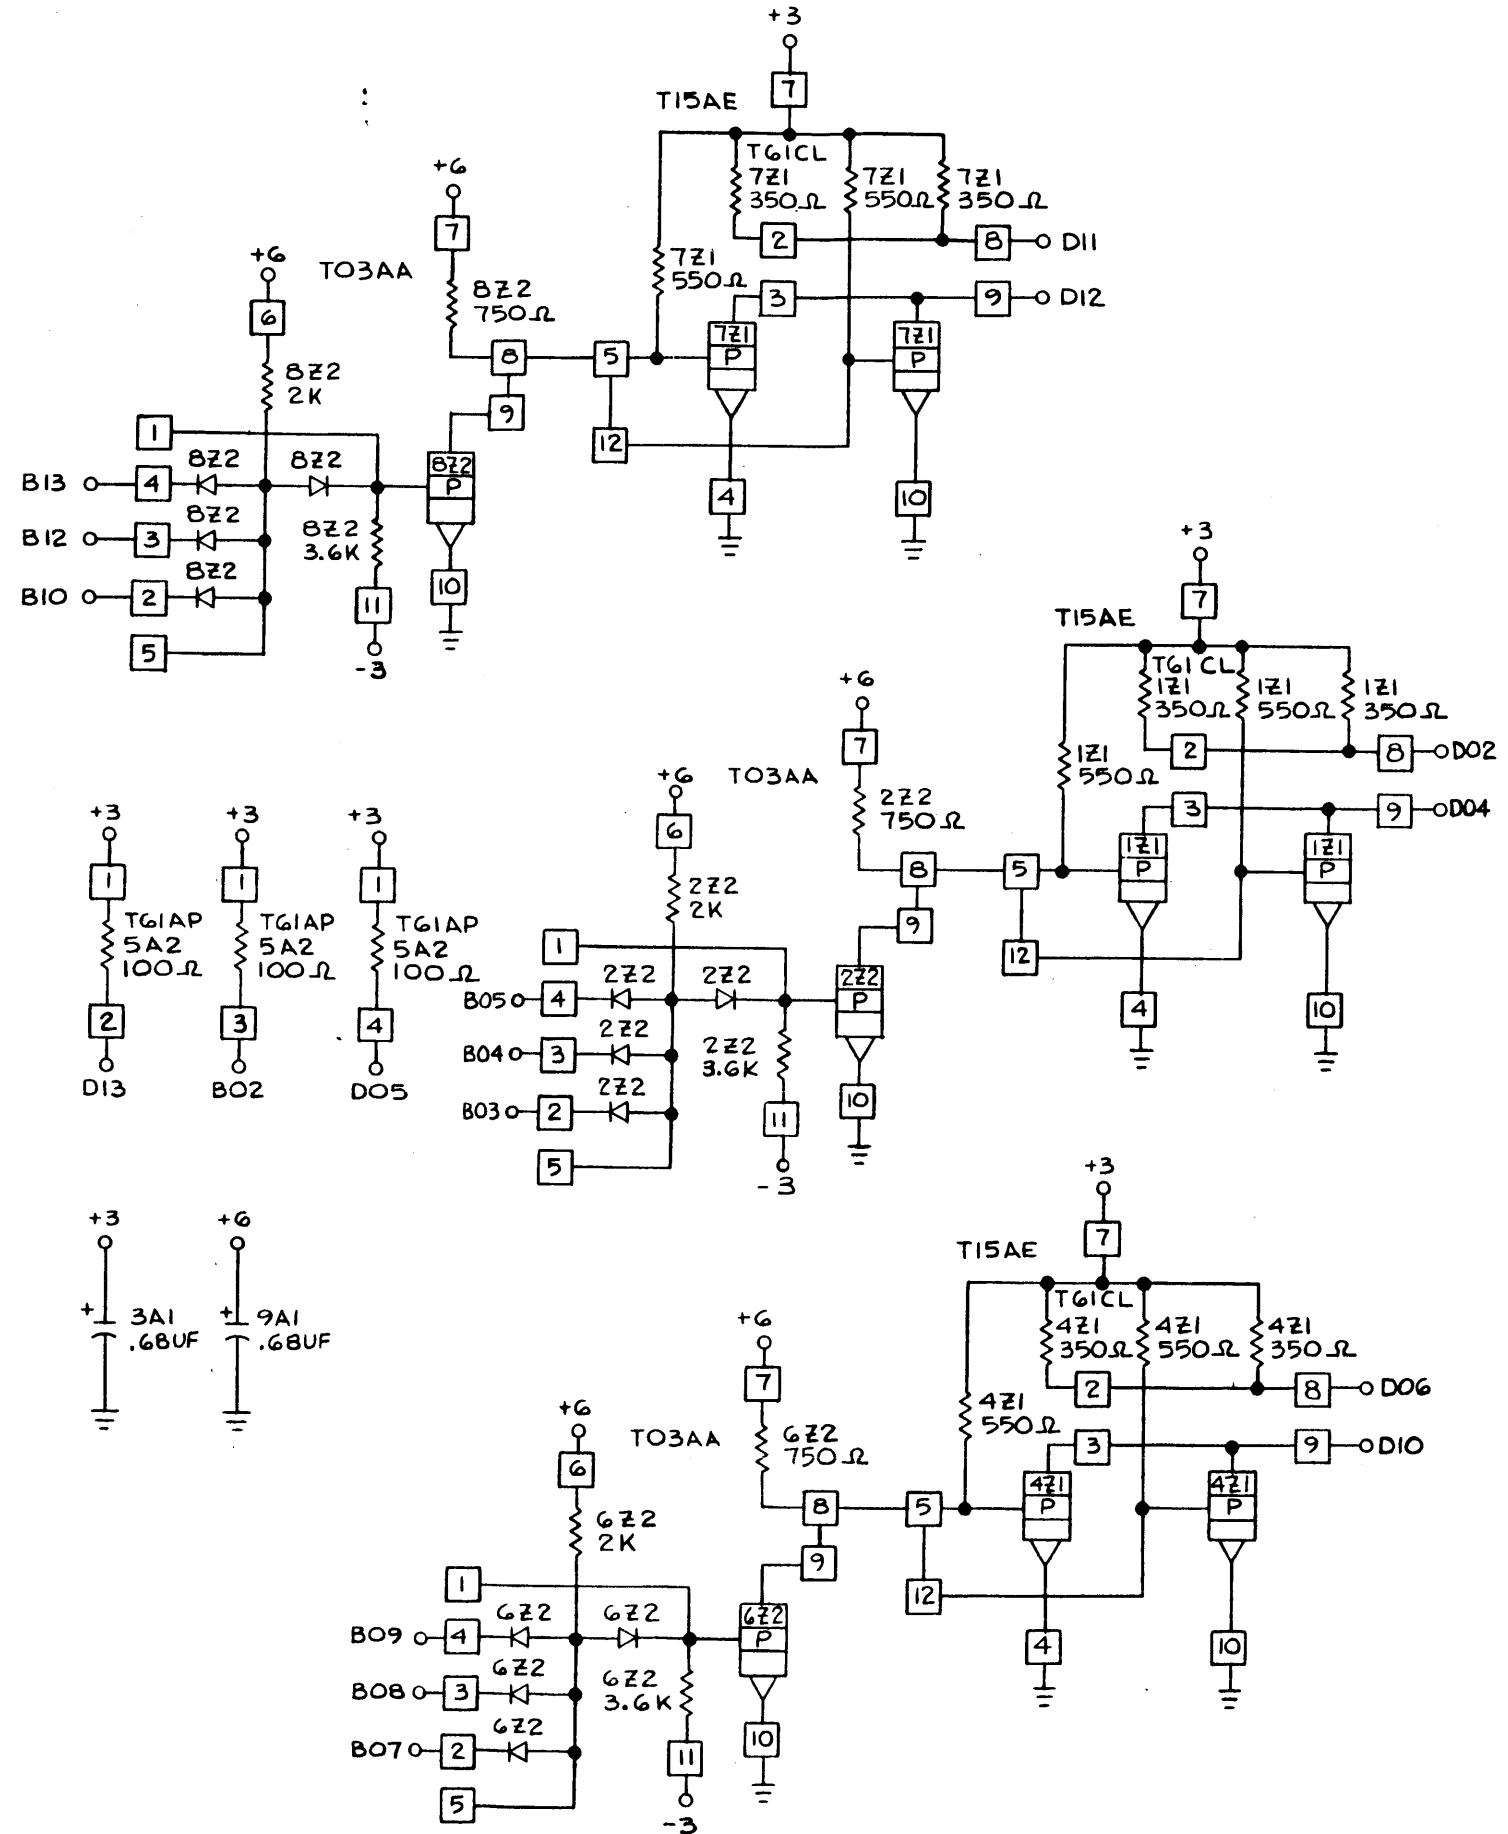 +3
7
T15AE
T61CL
7Z1
350Ω
7Z1
550Ω
7Z1
350Ω
2
8
D11
7Z1
550Ω
3
9
D12
+6
7
T03AA
8Z2
750Ω
8
5
7Z1
P
7Z1
P
9
12
4
10
+6
6
8Z2
2K
1
B13
4
8Z2
8Z2
8Z2
P
B12
3
8Z2
8Z2
3.6K
B10
2
8Z2
11
10
5
-3
+3
7
T15AE
T61CL
1Z1
350Ω
1Z1
550Ω
1Z1
350Ω
2
8
D02
1Z1
550Ω
3
9
D04
+6
7
T03AA
2Z2
750Ω
8
5
1Z1
P
1Z1
P
9
12
4
10
+6
6
2Z2
2K
1
B05
4
2Z2
2Z2
2Z2
P
B04
3
2Z2
2Z2
3.6K
B03
2
2Z2
11
10
5
-3
+3
1
T61AP
5A2
100Ω
2
D13
+3
1
T61AP
5A2
100Ω
3
B02
+3
1
T61AP
5A2
100Ω
4
D05
+3
+
3A1
.68UF
+6
+
9A1
.68UF
+3
7
T15AE
T61CL
4Z1
350Ω
4Z1
550Ω
4Z1
350Ω
2
8
D06
4Z1
550Ω
3
9
D10
+6
7
T03AA
6Z2
750Ω
8
5
4Z1
P
4Z1
P
9
12
4
10
+6
6
6Z2
2K
1
B09
4
6Z2
6Z2
6Z2
P
B08
3
6Z2
6Z2
3.6K
B07
2
6Z2
11
10
5
-3